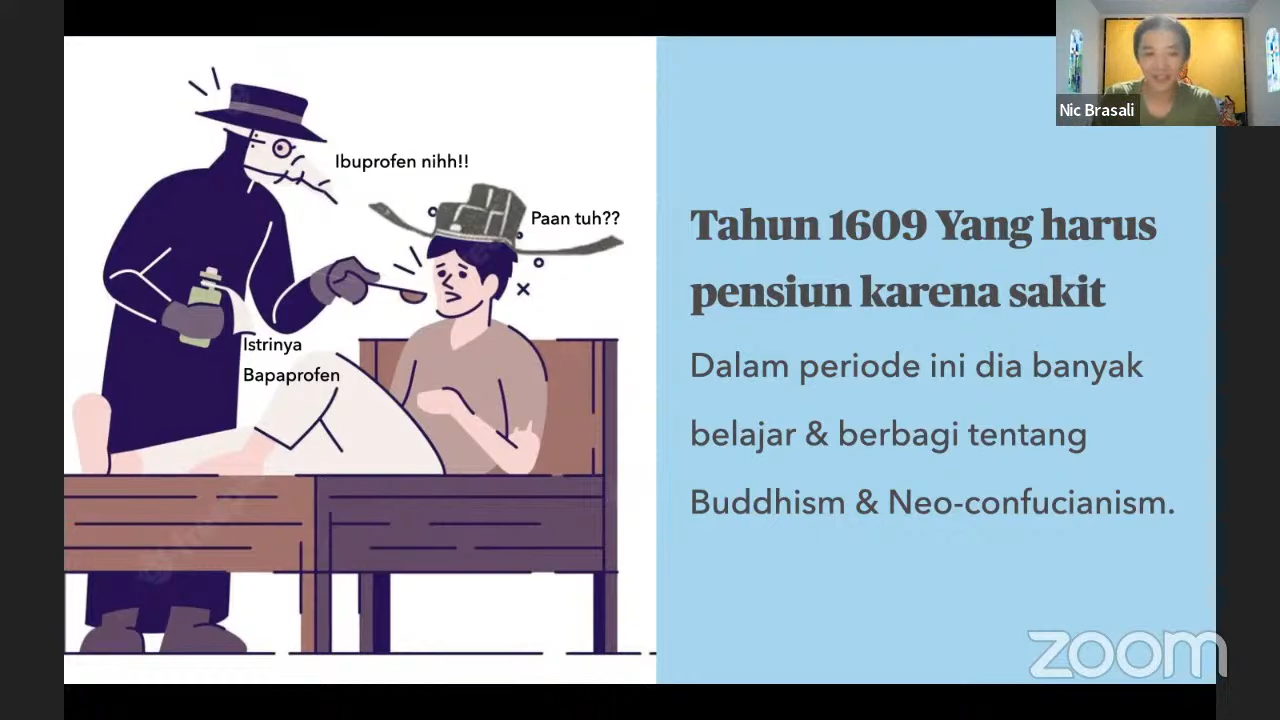 Nic Brasali
Ibuprofen nihh!!
Paan tuh??
Istrinya
Bapaprofen
Tahun 1609 Yang harus
pensiun karena sakit
Dalam periode ini dia banyak
belajar & berbagi tentang
Buddhism & Neo-confucianism.
zoom